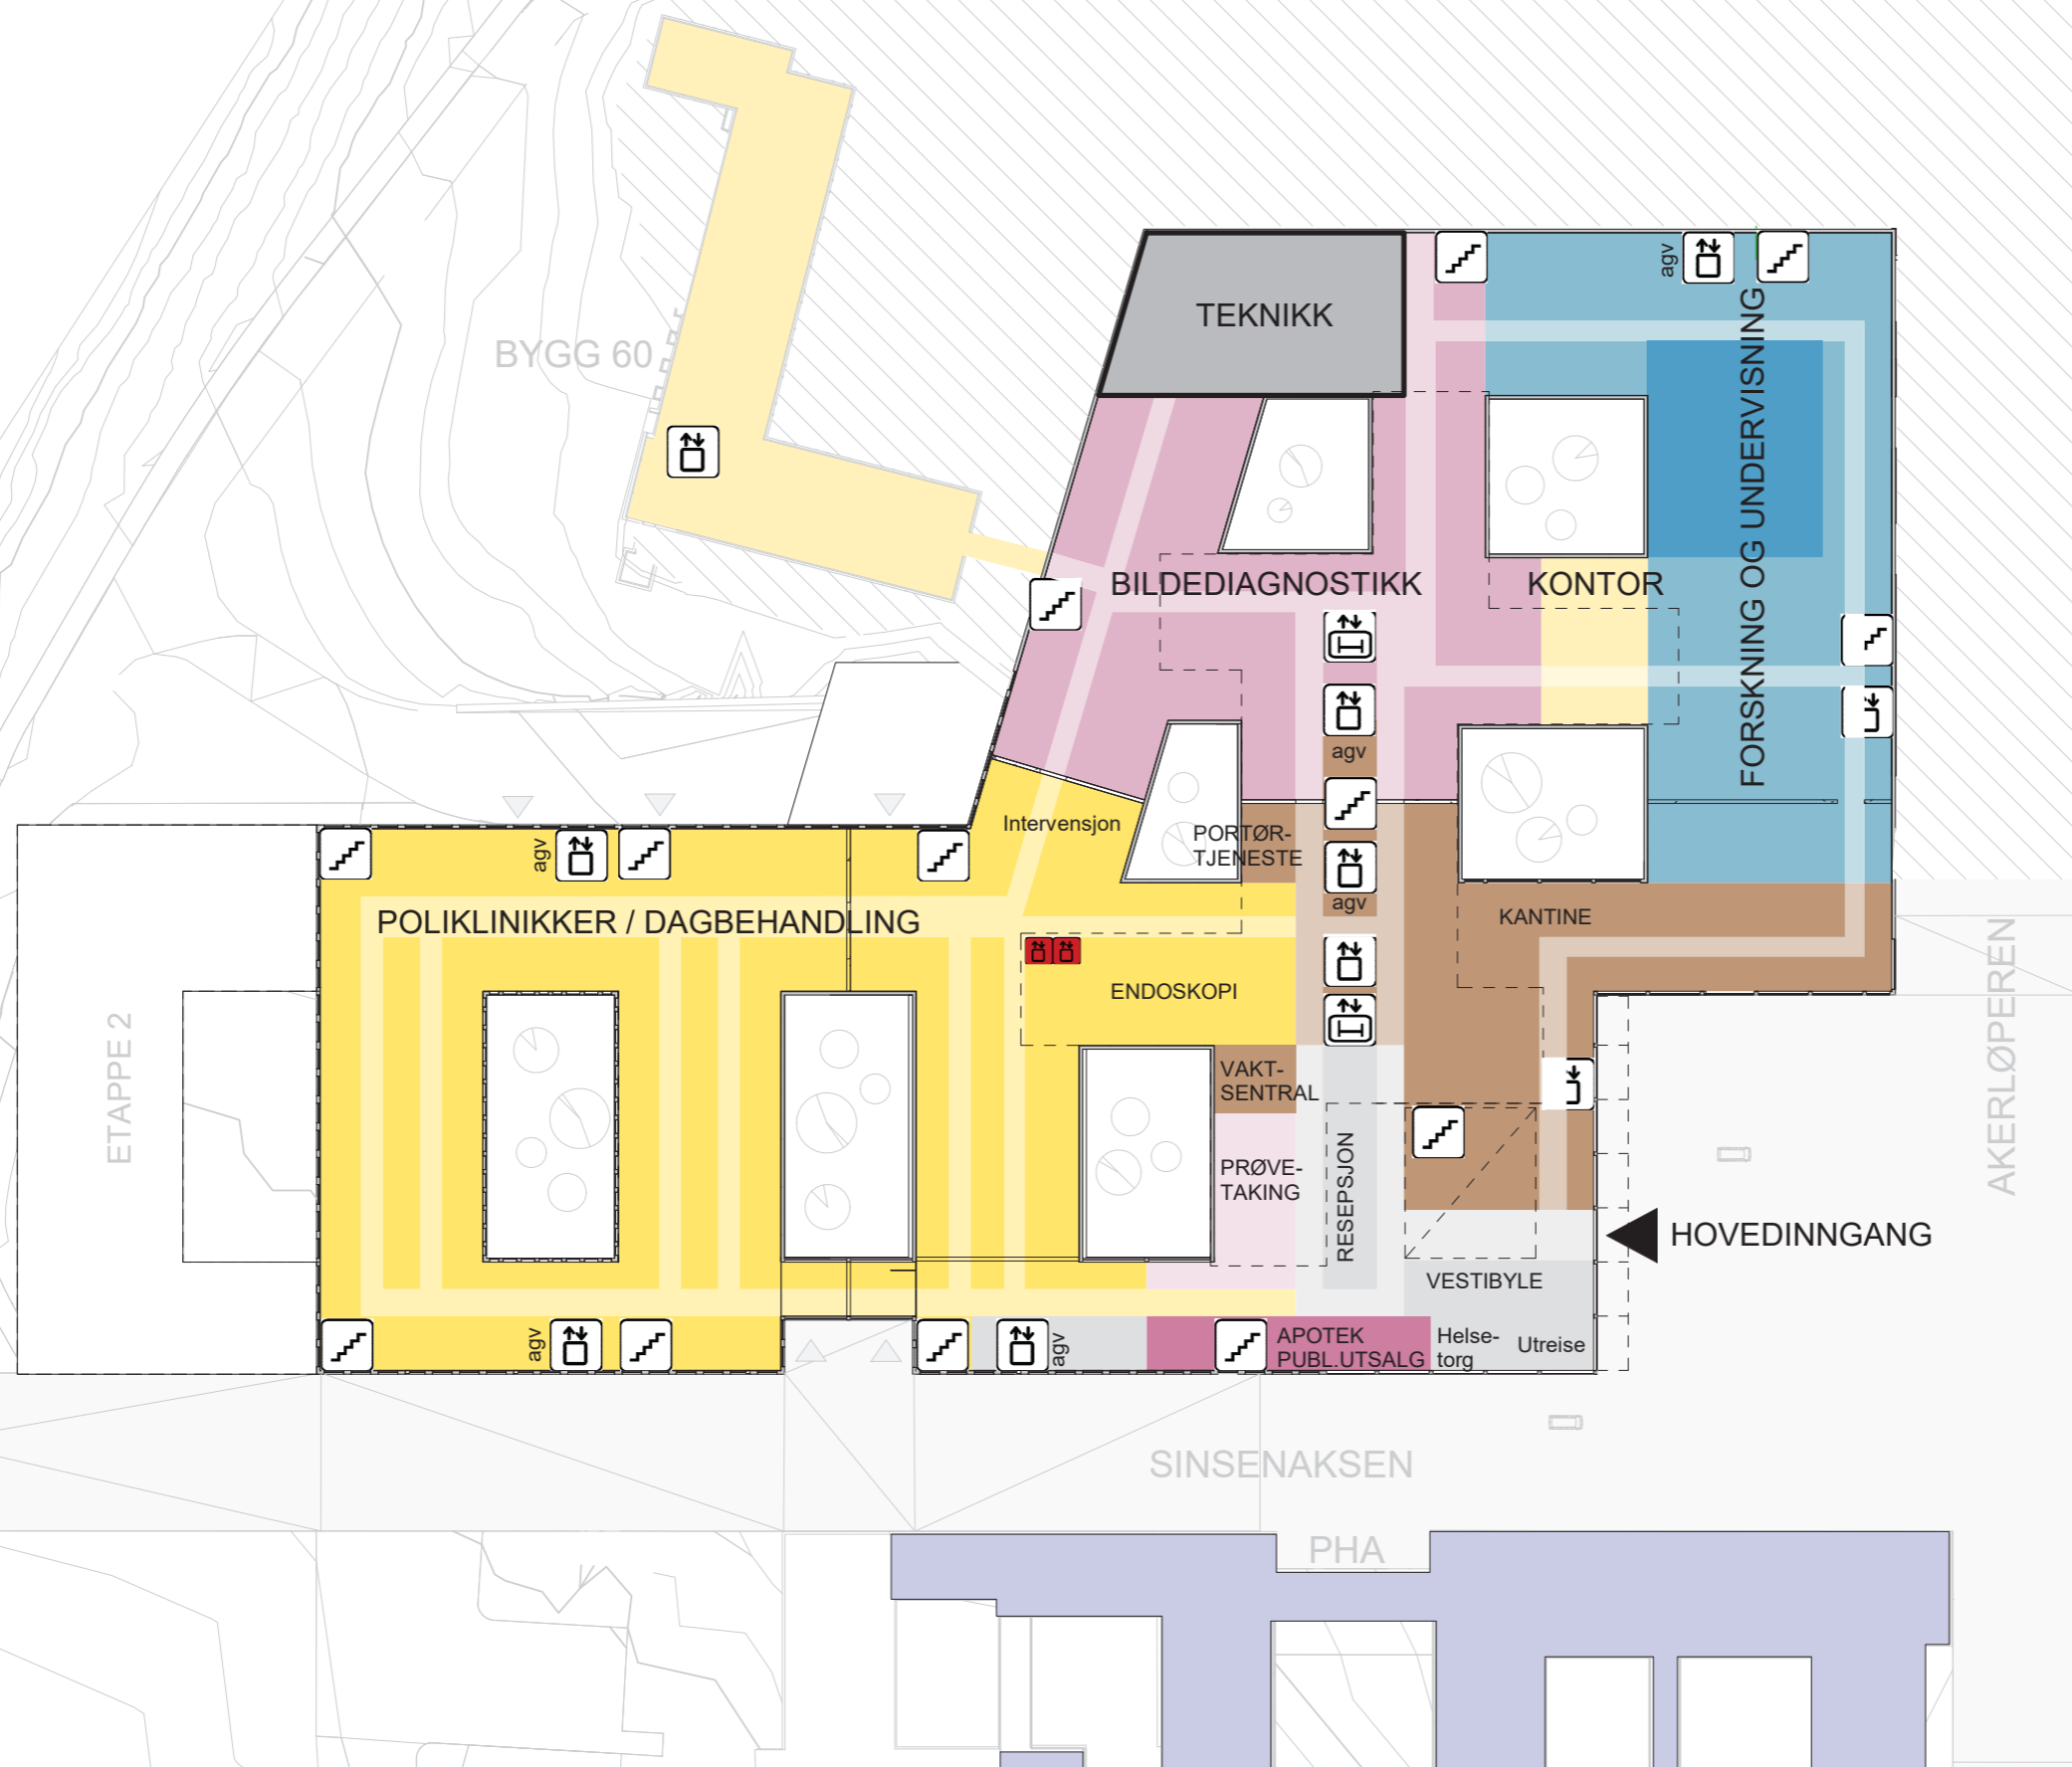 TEKNIKK
agv
BYGG 60
FORSKNING OG UNDERVISNING
BILDEDIAGNOSTIKK
KONTOR
agv
Intervensjon
PORTØR-
TJENESTE
agv
agv
POLIKLINIKKER / DAGBEHANDLING
KANTINE
ENDOSKOPI
ETAPPE 2
AKERLØPEREN
VAKT-
SENTRAL
PRØVE-
TAKING
RESEPSJON
HOVEDINNGANG
VESTIBYLE
agv
agv
APOTEK
PUBL.UTSALG
Helse-
torg
Utreise
SINSENAKSEN
PHA